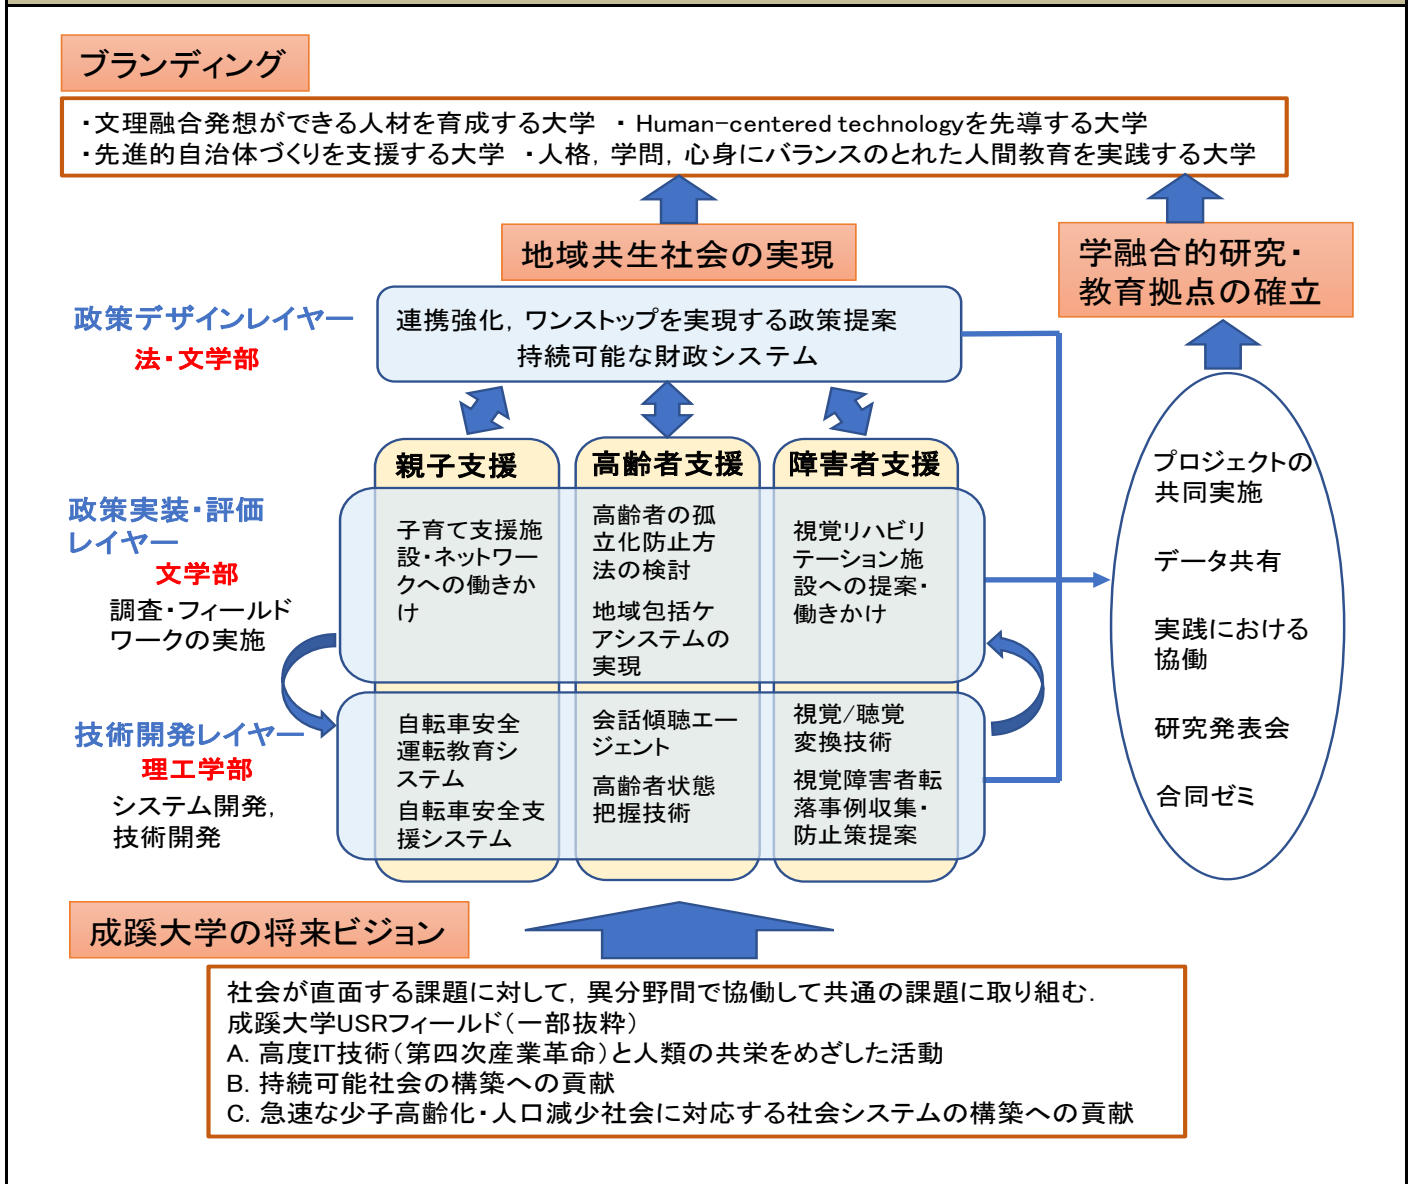 ブランディング
・文理融合発想ができる人材を育成する大学　・Human-centered technologyを先導する大学
・先進的自治体づくりを支援する大学　・人格，学問，心身にバランスのとれた人間教育を実践する大学
地域共生社会の実現
学融合的研究・
教育拠点の確立
政策デザインレイヤー
法・文学部
連携強化，ワンストップを実現する政策提案
持続可能な財政システム
親子支援
高齢者支援
障害者支援
政策実装・評価
レイヤー
文学部
調査・フィールド
ワークの実施
子育て支援施
設・ネットワー
クへの働きか
け
高齢者の孤
立化防止方
法の検討
地域包括ケ
アシステムの
実現
視覚リハビリ
テーション施
設への提案・
働きかけ
技術開発レイヤー
理工学部
システム開発，
技術開発
自転車安全
運転教育シ
ステム
自転車安全支
援システム
会話傾聴エー
ジェント
高齢者状態
把握技術
視覚/聴覚
変換技術
視覚障害者転
落事例収集・
防止策提案
プロジェクトの
共同実施
データ共有
実践における
協働
研究発表会
合同ゼミ
成蹊大学の将来ビジョン
社会が直面する課題に対して，異分野間で協働して共通の課題に取り組む．
成蹊大学USRフィールド（一部抜粋）
A. 高度IT技術（第四次産業革命）と人類の共栄をめざした活動
B. 持続可能社会の構築への貢献
C. 急速な少子高齢化・人口減少社会に対応する社会システムの構築への貢献